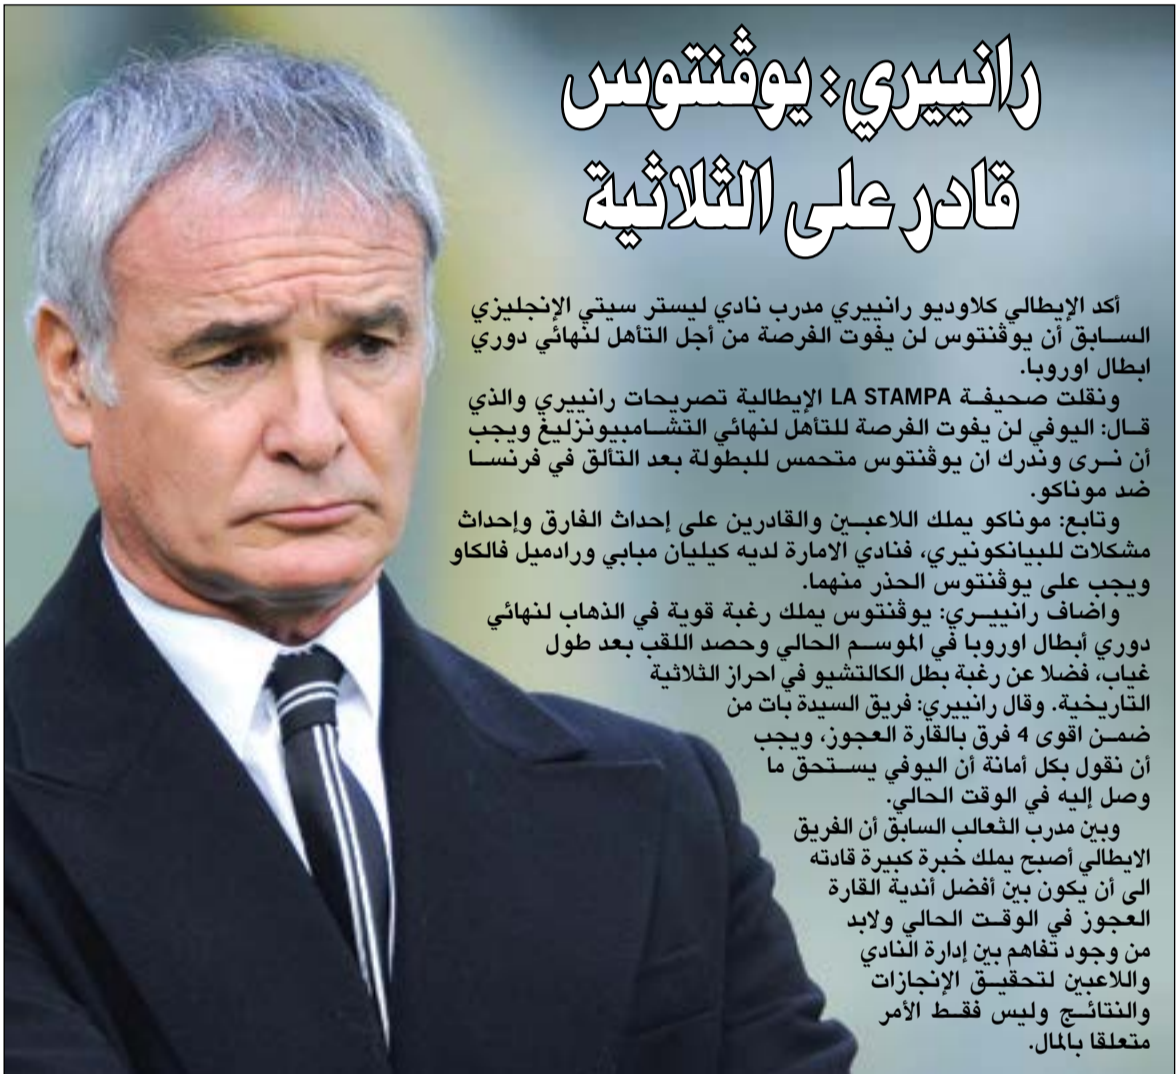 رانييري: يوڤنتوس
قادر على الثلاثية
أكد الإيطالي كلاوديو رانييري مدرب نادي ليستر سيتي الإنجليزي
السابق أن يوڤنتوس لن يفوت الفرصة من أجل التأهل لنهائي دوري
ابطال اوروبا.
ونقلت صحيفة LA STAMPA الإيطالية تصريحات رانييري والذي
قال: اليوفي لن يفوت الفرصة للتأهل لنهائي التشامبيونزليغ ويجب
أن نرى وندرك ان يوڤنتوس متحمس للبطولة بعد التألق في فرنسا
ضد موناكو.
وتابع: موناكو يملك اللاعبين والقادرين على إحداث الفارق وإحداث
مشكلات للبيانكونيري، فنادي الامارة لديه كيليان مبابي ورادميل فالكاو
ويجب على يوڤنتوس الحذر منهما.
واضاف رانييري: يوڤنتوس يملك رغبة قوية في الذهاب لنهائي
دوري أبطال اوروبا في الموسم الحالي وحصد اللقب بعد طول
غياب، فضلا عن رغبة بطل الكالتشيو في احراز الثلاثية
التاريخية. وقال رانييري: فريق السيدة بات من
ضمن اقوى 4 فرق بالقارة العجوز، ويجب
أن نقول بكل أمانة أن اليوفي يستحق ما
وصل إليه في الوقت الحالي.
وبين مدرب الثعالب السابق أن الفريق
الايطالي أصبح يملك خبرة كبيرة قادته
الى أن يكون بين أفضل أندية القارة
العجوز في الوقت الحالي ولابد
من وجود تفاهم بين إدارة النادي
واللاعبين لتحقيق الإنجازات
والنتائج وليس فقط الأمر
متعلقا بالمال.